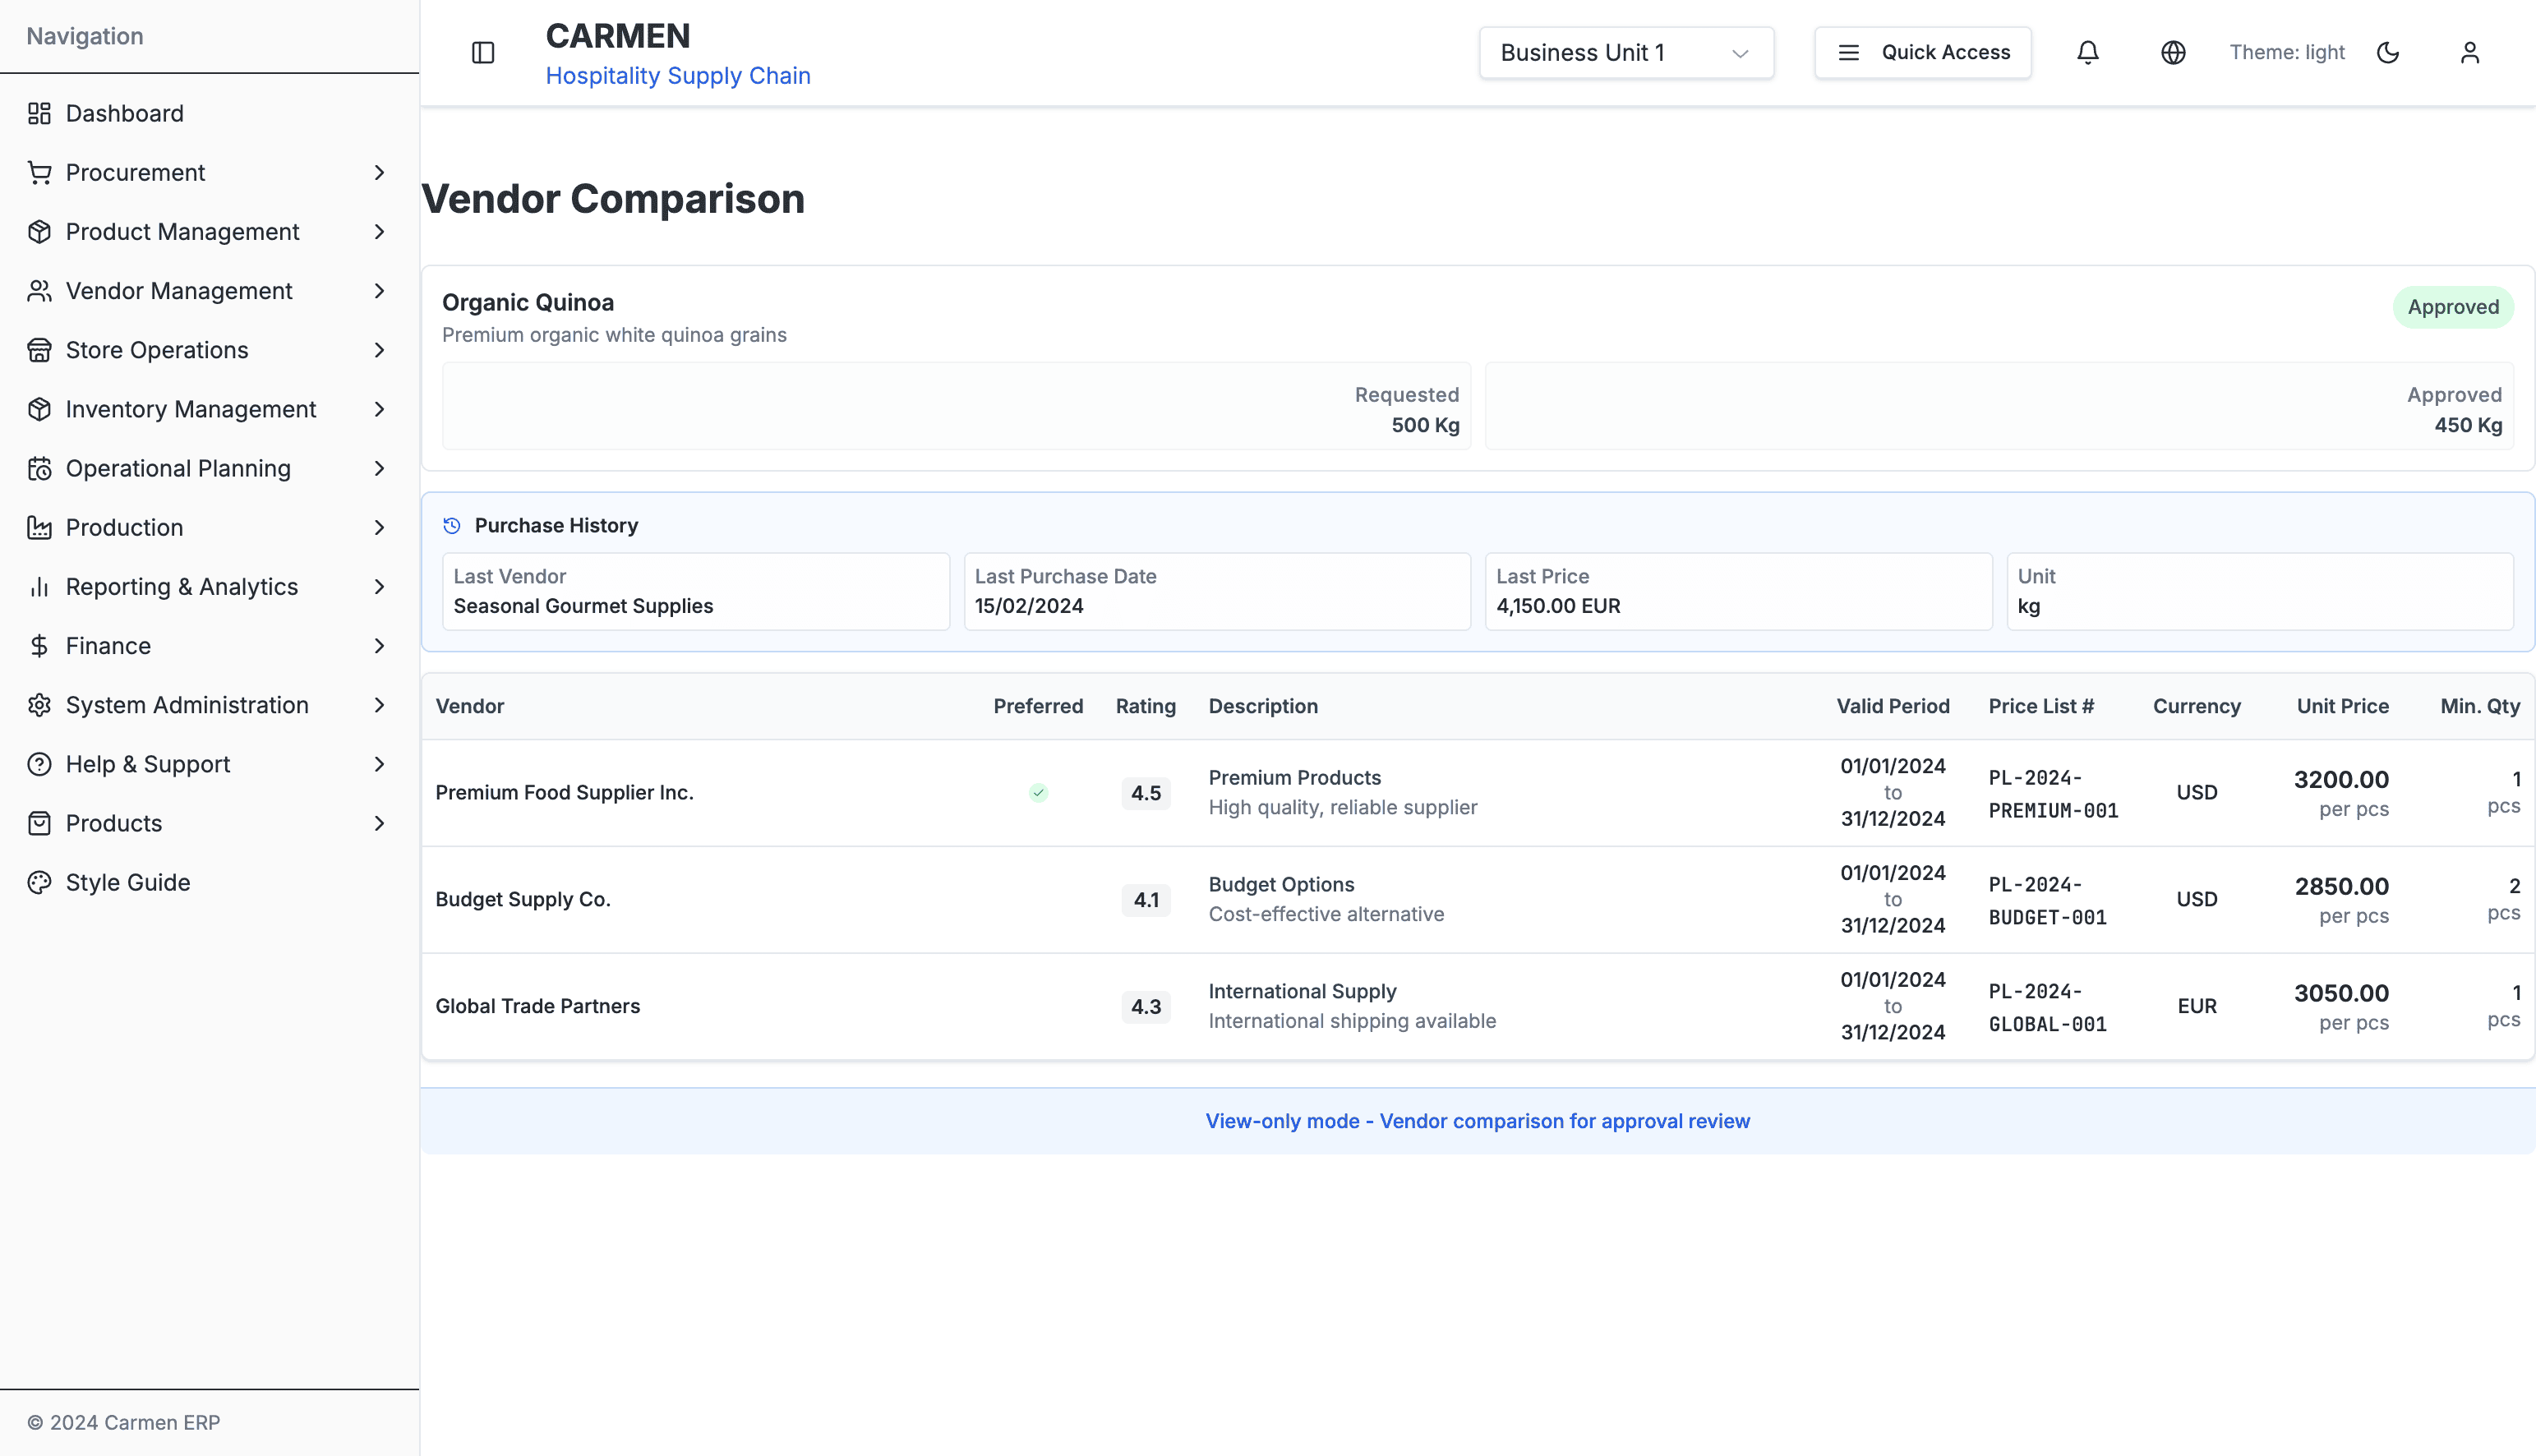 Navigation
Dashboard
Procurement
Product Management
Vendor Management
Store Operations
Inventory Management
Operational Planning
Production
Reporting & Analytics
Finance
System Administration
Help & Support
Products
Style Guide
© 2024 Carmen ERP
CARMEN
Hospitality Supply Chain
Business Unit 1
Quick Access
Theme: light
Vendor Comparison
Organic Quinoa
Premium organic white quinoa grains
Approved
Requested
500 Kg
Approved
450 Kg
Purchase History
Last Vendor
Seasonal Gourmet Supplies
Last Purchase Date
15/02/2024
Last Price
4,150.00 EUR
Unit
kg
Vendor Preferred Rating Description Valid Period Price List # Currency Unit Price Min. Qty
Premium Food Supplier Inc.
4.5
Premium Products
High quality, reliable supplier
01/01/2024
to
31/12/2024
PL-2024-
PREMIUM-001
USD
3200.00
per pcs
1
pcs
Budget Supply Co.
4.1
Budget Options
Cost-effective alternative
01/01/2024
to
31/12/2024
PL-2024-
BUDGET-001
USD
2850.00
per pcs
2
pcs
Global Trade Partners
4.3
International Supply
International shipping available
01/01/2024
to
31/12/2024
PL-2024-
GLOBAL-001
EUR
3050.00
per pcs
1
pcs
View-only mode - Vendor comparison for approval review